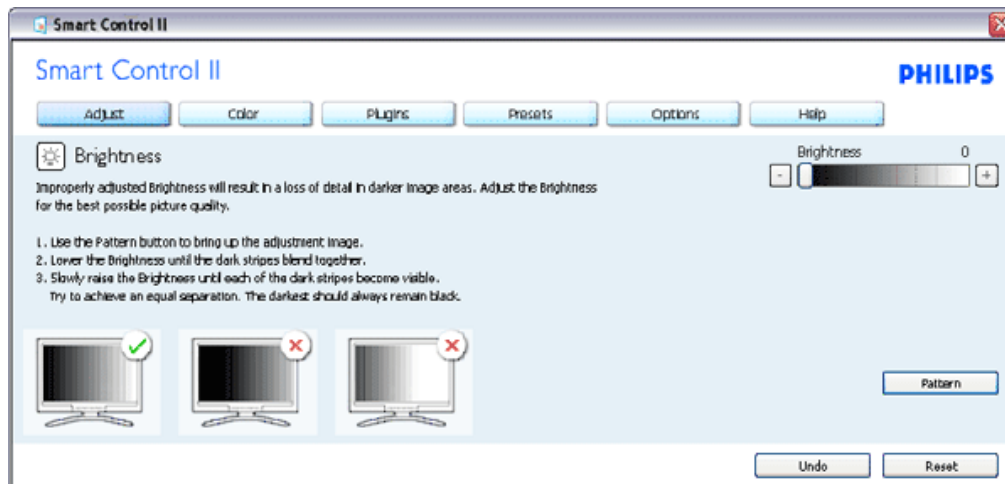 Smart Control II
Smart Control II
PHILIPS
Adjust Color Plugins Presets Options Help
Brightness
Brightness 0
Improperly adjusted Brightness will result in a loss of detail in darker image areas. Adjust the Brightness
for the best possible picture quality.
1. Use the Pattern button to bring up the adjustment image.
2. Lower the Brightness until the dark stripes blend together.
3. Slowly raise the Brightness until each of the dark stripes become visible.
Try to achieve an equal separation. The darkest should always remain black.
Pattern
Undo Reset